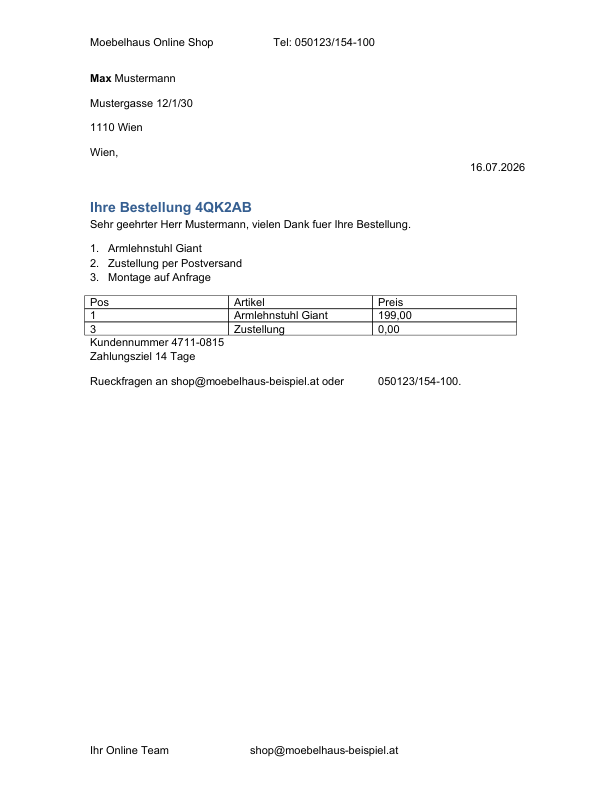 Moebelhaus Online Shop Tel: 050123/154-100
Max Mustermann
Mustergasse 12/1/30
1110 Wien
Wien,
16.07.2026
Ihre Bestellung 4QK2AB
Sehr geehrter Herr Mustermann, vielen Dank fuer Ihre Bestellung.
1. Armlehnstuhl Giant
2. Zustellung per Postversand
3. Montage auf Anfrage
Pos Artikel Preis
1 Armlehnstuhl Giant 199,00
3 Zustellung 0,00
Kundennummer 4711-0815
Zahlungsziel 14 Tage
Rueckfragen an shop@moebelhaus-beispiel.at oder 050123/154-100.
Ihr Online Team shop@moebelhaus-beispiel.at